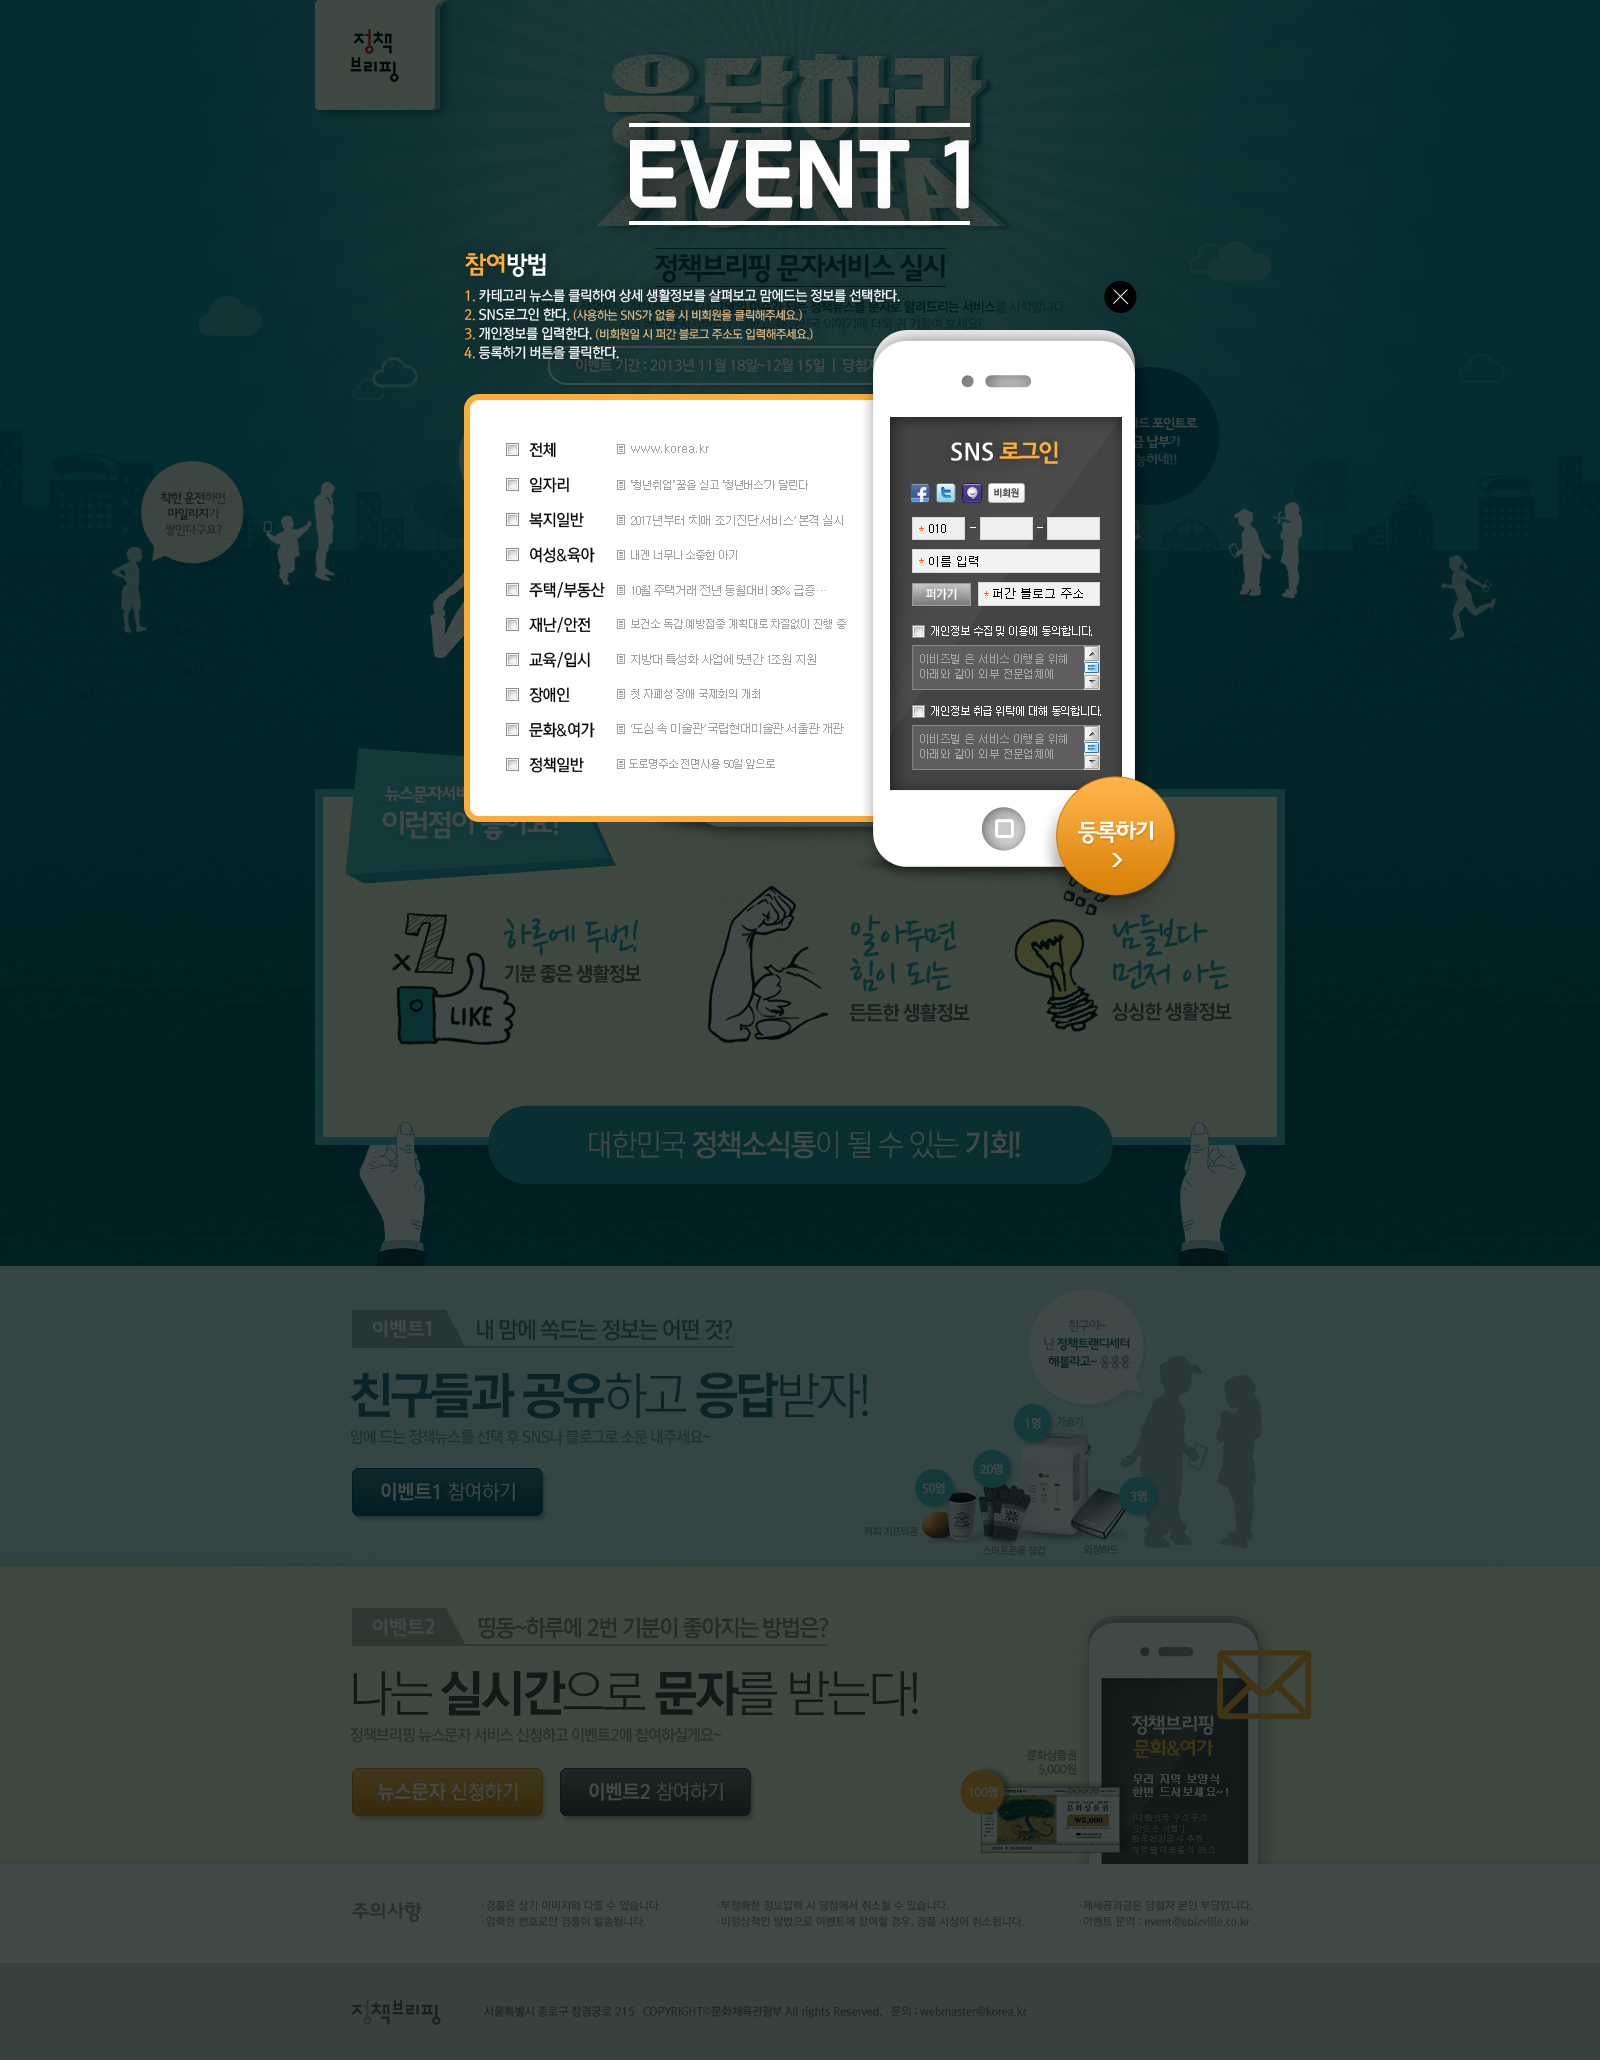 정책
브리핑
응답하라
EVENT 1
참여방법
정책브리핑 문자서비스 실시
1. 카테고리 뉴스를 클릭하여 상세 생활정보를 살펴보고 맘에드는 정보를 선택한다.
2. SNS로그인 한다. (사용하는 SNS가 없을 시 비회원을 클릭해주세요.)
3. 개인정보를 입력한다. (비회원일 시 퍼간 블로그 주소도 입력해주세요.)
4. 등록하기 버튼을 클릭한다.
이벤트 기간 : 2013년 11월 18일~12월 15일 |
착한 운전하면
마일리지가
쌓인다구요?
드 포인트로
금 납부가
능하네!!
전체 www.korea.kr
일자리 '청년취업' 꿈을 싣고 '청년버스'가 달린다
복지일반 2017년부터 '치매 조기진단서비스' 본격 실시
여성&육아 내겐 너무나 소중한 아기
주택/부동산 10월 주택거래 전년 동월대비 36% 급증…
재난/안전 보건소 독감 예방접종 계획대로 차질없이 진행 중
교육/입시 지방대 특성화 사업에 5년간 1조원 지원
장애인 첫 자폐성 장애 국제회의 개최
문화&여가 '도심 속 미술관' 국립현대미술관 서울관 개관
정책일반 도로명주소 전면사용 50일 앞으로
SNS 로그인
비회원
* 010 - -
* 이름 입력
퍼가기 * 퍼간 블로그 주소
개인정보 수집 및 이용에 동의합니다.
이비즈빌 은 서비스 이행을 위해
아래와 같이 외부 전문업체에
개인정보 취급 위탁에 대해 동의합니다.
이비즈빌 은 서비스 이행을 위해
아래와 같이 외부 전문업체에
등록하기
뉴스문자서비
이런점이 좋아요!
x2
LIKE
하루에 두번!
기분 좋은 생활정보
알아두면
힘이 되는
든든한 생활정보
남들보다
먼저 아는
싱싱한 생활정보
대한민국 정책소식통이 될 수 있는 기회!
이벤트1 내 맘에 쏙드는 정보는 어떤 것?
친구들과 공유하고 응답받자!
맘에 드는 정책뉴스를 선택 후 SNS나 블로그로 소문 내주세요~
이벤트1 참여하기
친구야~
난 정책트랜디세터
해볼라고~ 흥흥흥
1명 가습기
20명
50명
3명
커피 기프티콘
스마트폰용 장갑
외장하드
이벤트2 띵동~하루에 2번 기분이 좋아지는 방법은?
나는 실시간으로 문자를 받는다!
정책브리핑 뉴스문자 서비스 신청하고 이벤트2에 참여하실게요~
뉴스문자 신청하기 이벤트2 참여하기
문화상품권
5,000원
100명
문화상품권
₩5,000
정책브리핑
문화&여가
우리 지역 보양식
한번 드셔보세요~!
주의사항
·경품은 상기 이미지와 다를 수 있습니다.
·입력한 번호로만 경품이 발송됩니다.
·부정확한 정보입력 시 당첨에서 취소될 수 있습니다.
·비정상적인 방법으로 이벤트에 참여할 경우, 경품 시상이 취소됩니다.
·제세공과금은 당첨자 본인 부담입니다.
·이벤트 문의 : event@ebizville.co.kr
정책브리핑
서울특별시 종로구 창경궁로 215 COPYRIGHT©문화체육관광부 All rights Reserved. 문의 : webmaster@korea.kr